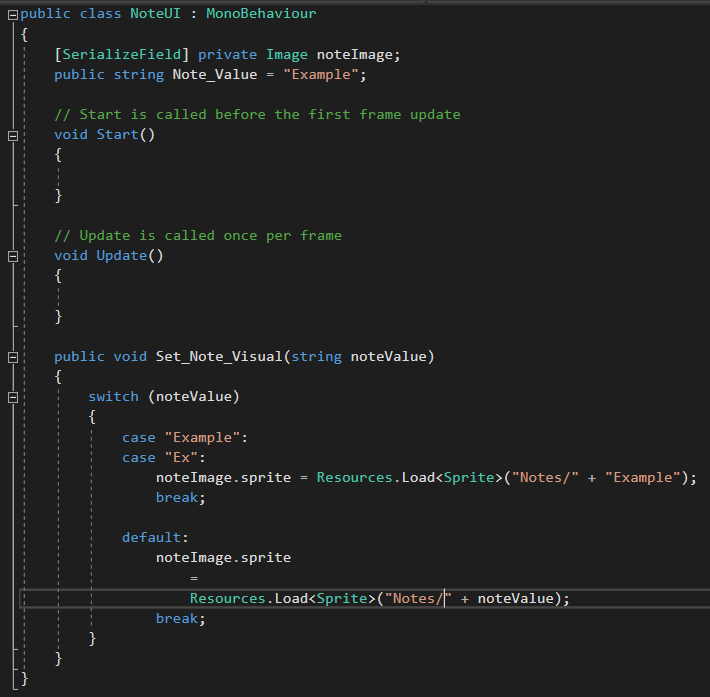 public class NoteUI : MonoBehaviour
{
    [SerializeField] private Image noteImage;
    public string Note_Value = "Example";

    // Start is called before the first frame update
    void Start()
    {

    }

    // Update is called once per frame
    void Update()
    {

    }

    public void Set_Note_Visual(string noteValue)
    {
        switch (noteValue)
        {
            case "Example":
            case "Ex":
                noteImage.sprite = Resources.Load<Sprite>("Notes/" + "Example");
                break;

            default:
                noteImage.sprite
                    =
                    Resources.Load<Sprite>("Notes/" + noteValue);
                break;
        }
    }
}